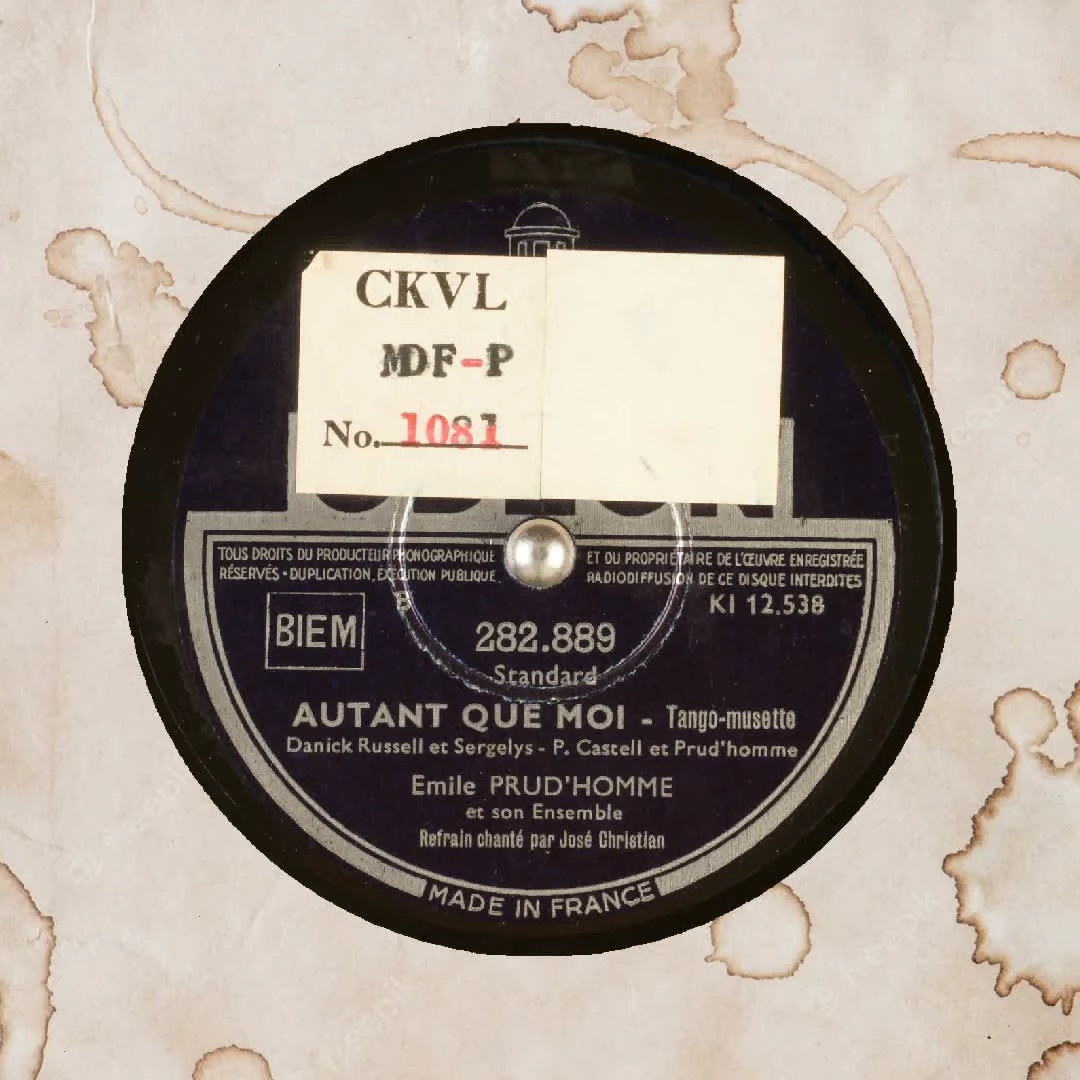 CKVL
MDF-P
No. 1081
TOUS DROITS DU PRODUCTEUR PHONOGRAPHIQUE ET DU PROPRIÉTAIRE DE L'ŒUVRE ENREGISTRÉE
RÉSERVÉS • DUPLICATION, EXÉCUTION PUBLIQUE, RADIODIFFUSION DE CE DISQUE INTERDITES
BIEM
KI 12.538
282.889
Standard
AUTANT QUE MOI - Tango-musette
Danick Russell et Sergelys - P. Castell et Prud'homme
Emile PRUD'HOMME
et son Ensemble
Refrain chanté par José Christian
MADE IN FRANCE